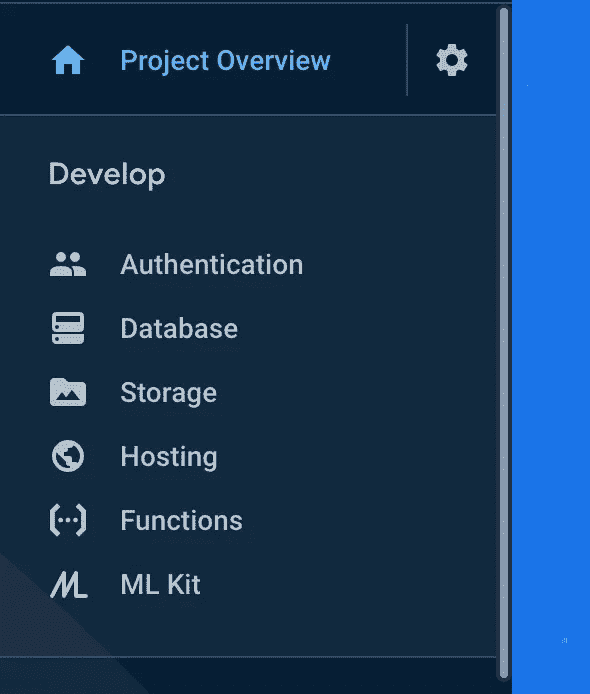 Project Overview
Develop
Authentication
Database
Storage
Hosting
Functions
ML Kit